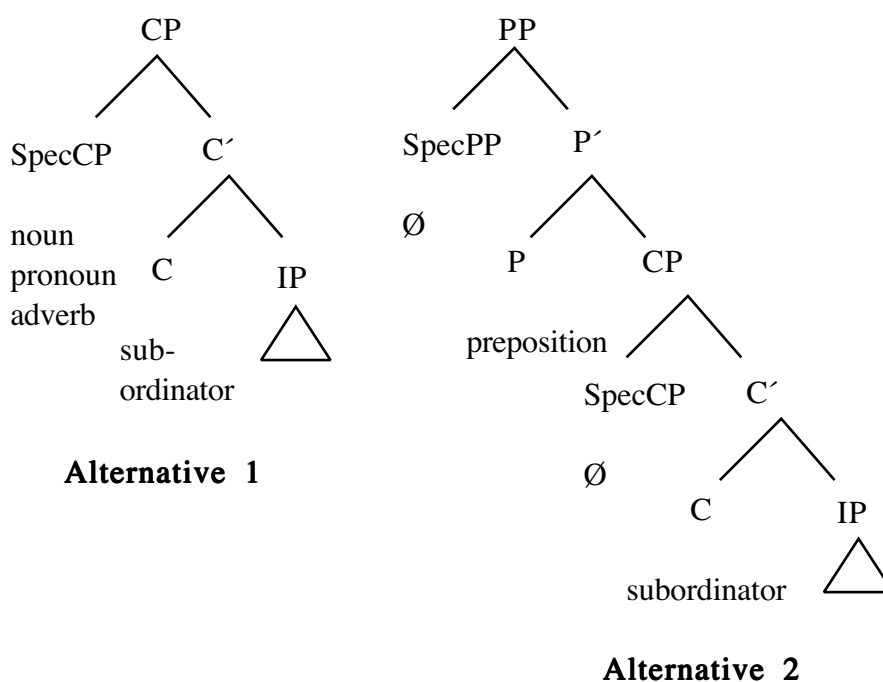 CP
SpecCP C´
noun
pronoun
adverb
C IP
sub-
ordinator
Alternative 1
PP
SpecPP P´
Ø
P CP
preposition
SpecCP C´
Ø
C IP
subordinator
Alternative 2